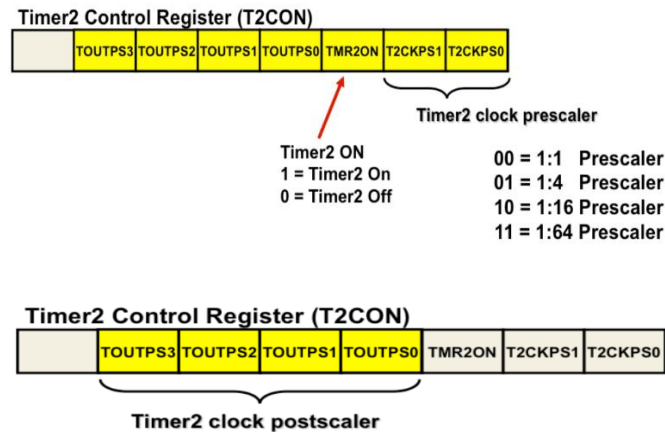 Timer2 Control Register (T2CON)
TOUTPS3 TOUTPS2 TOUTPS1 TOUTPS0 TMR2ON T2CKPS1 T2CKPS0
Timer2 clock prescaler
Timer2 ON
1 = Timer2 On
0 = Timer2 Off
00 = 1:1 Prescaler
01 = 1:4 Prescaler
10 = 1:16 Prescaler
11 = 1:64 Prescaler
Timer2 Control Register (T2CON)
TOUTPS3 TOUTPS2 TOUTPS1 TOUTPS0 TMR2ON T2CKPS1 T2CKPS0
Timer2 clock postscaler